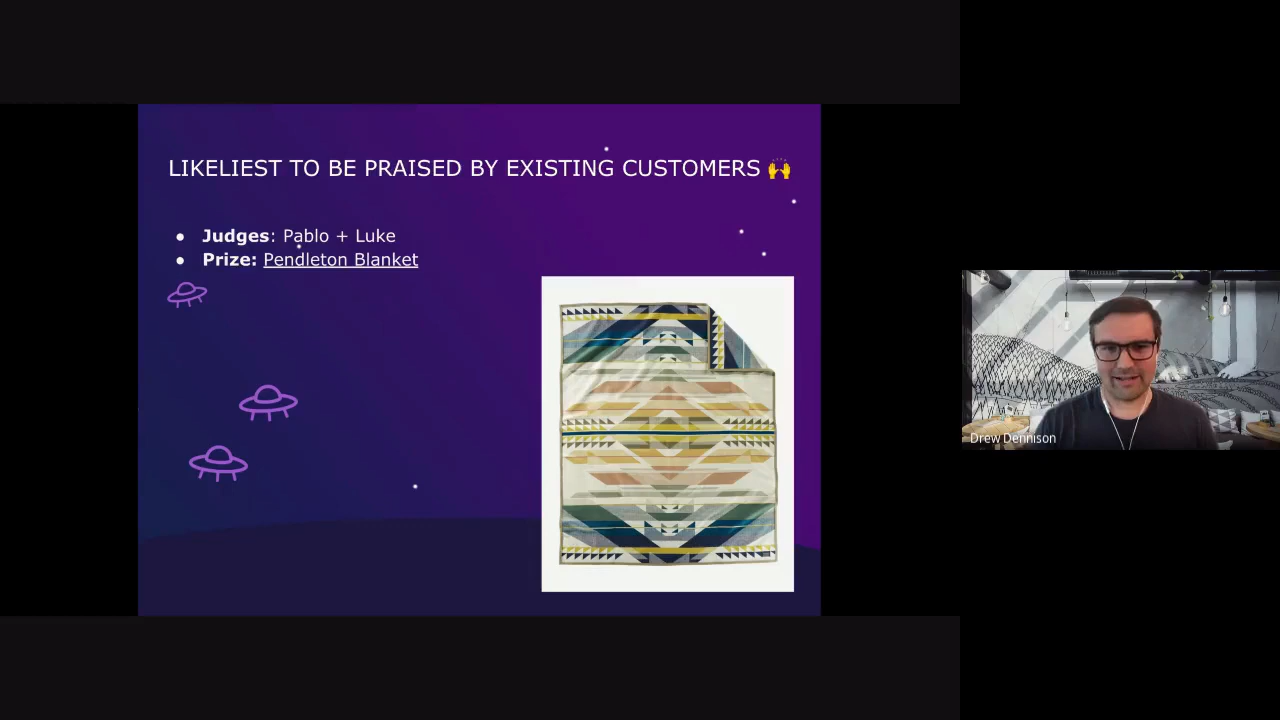 LIKELIEST TO BE PRAISED BY EXISTING CUSTOMERS 🙌
● Judges: Pablo + Luke
● Prize: Pendleton Blanket
Drew Dennison